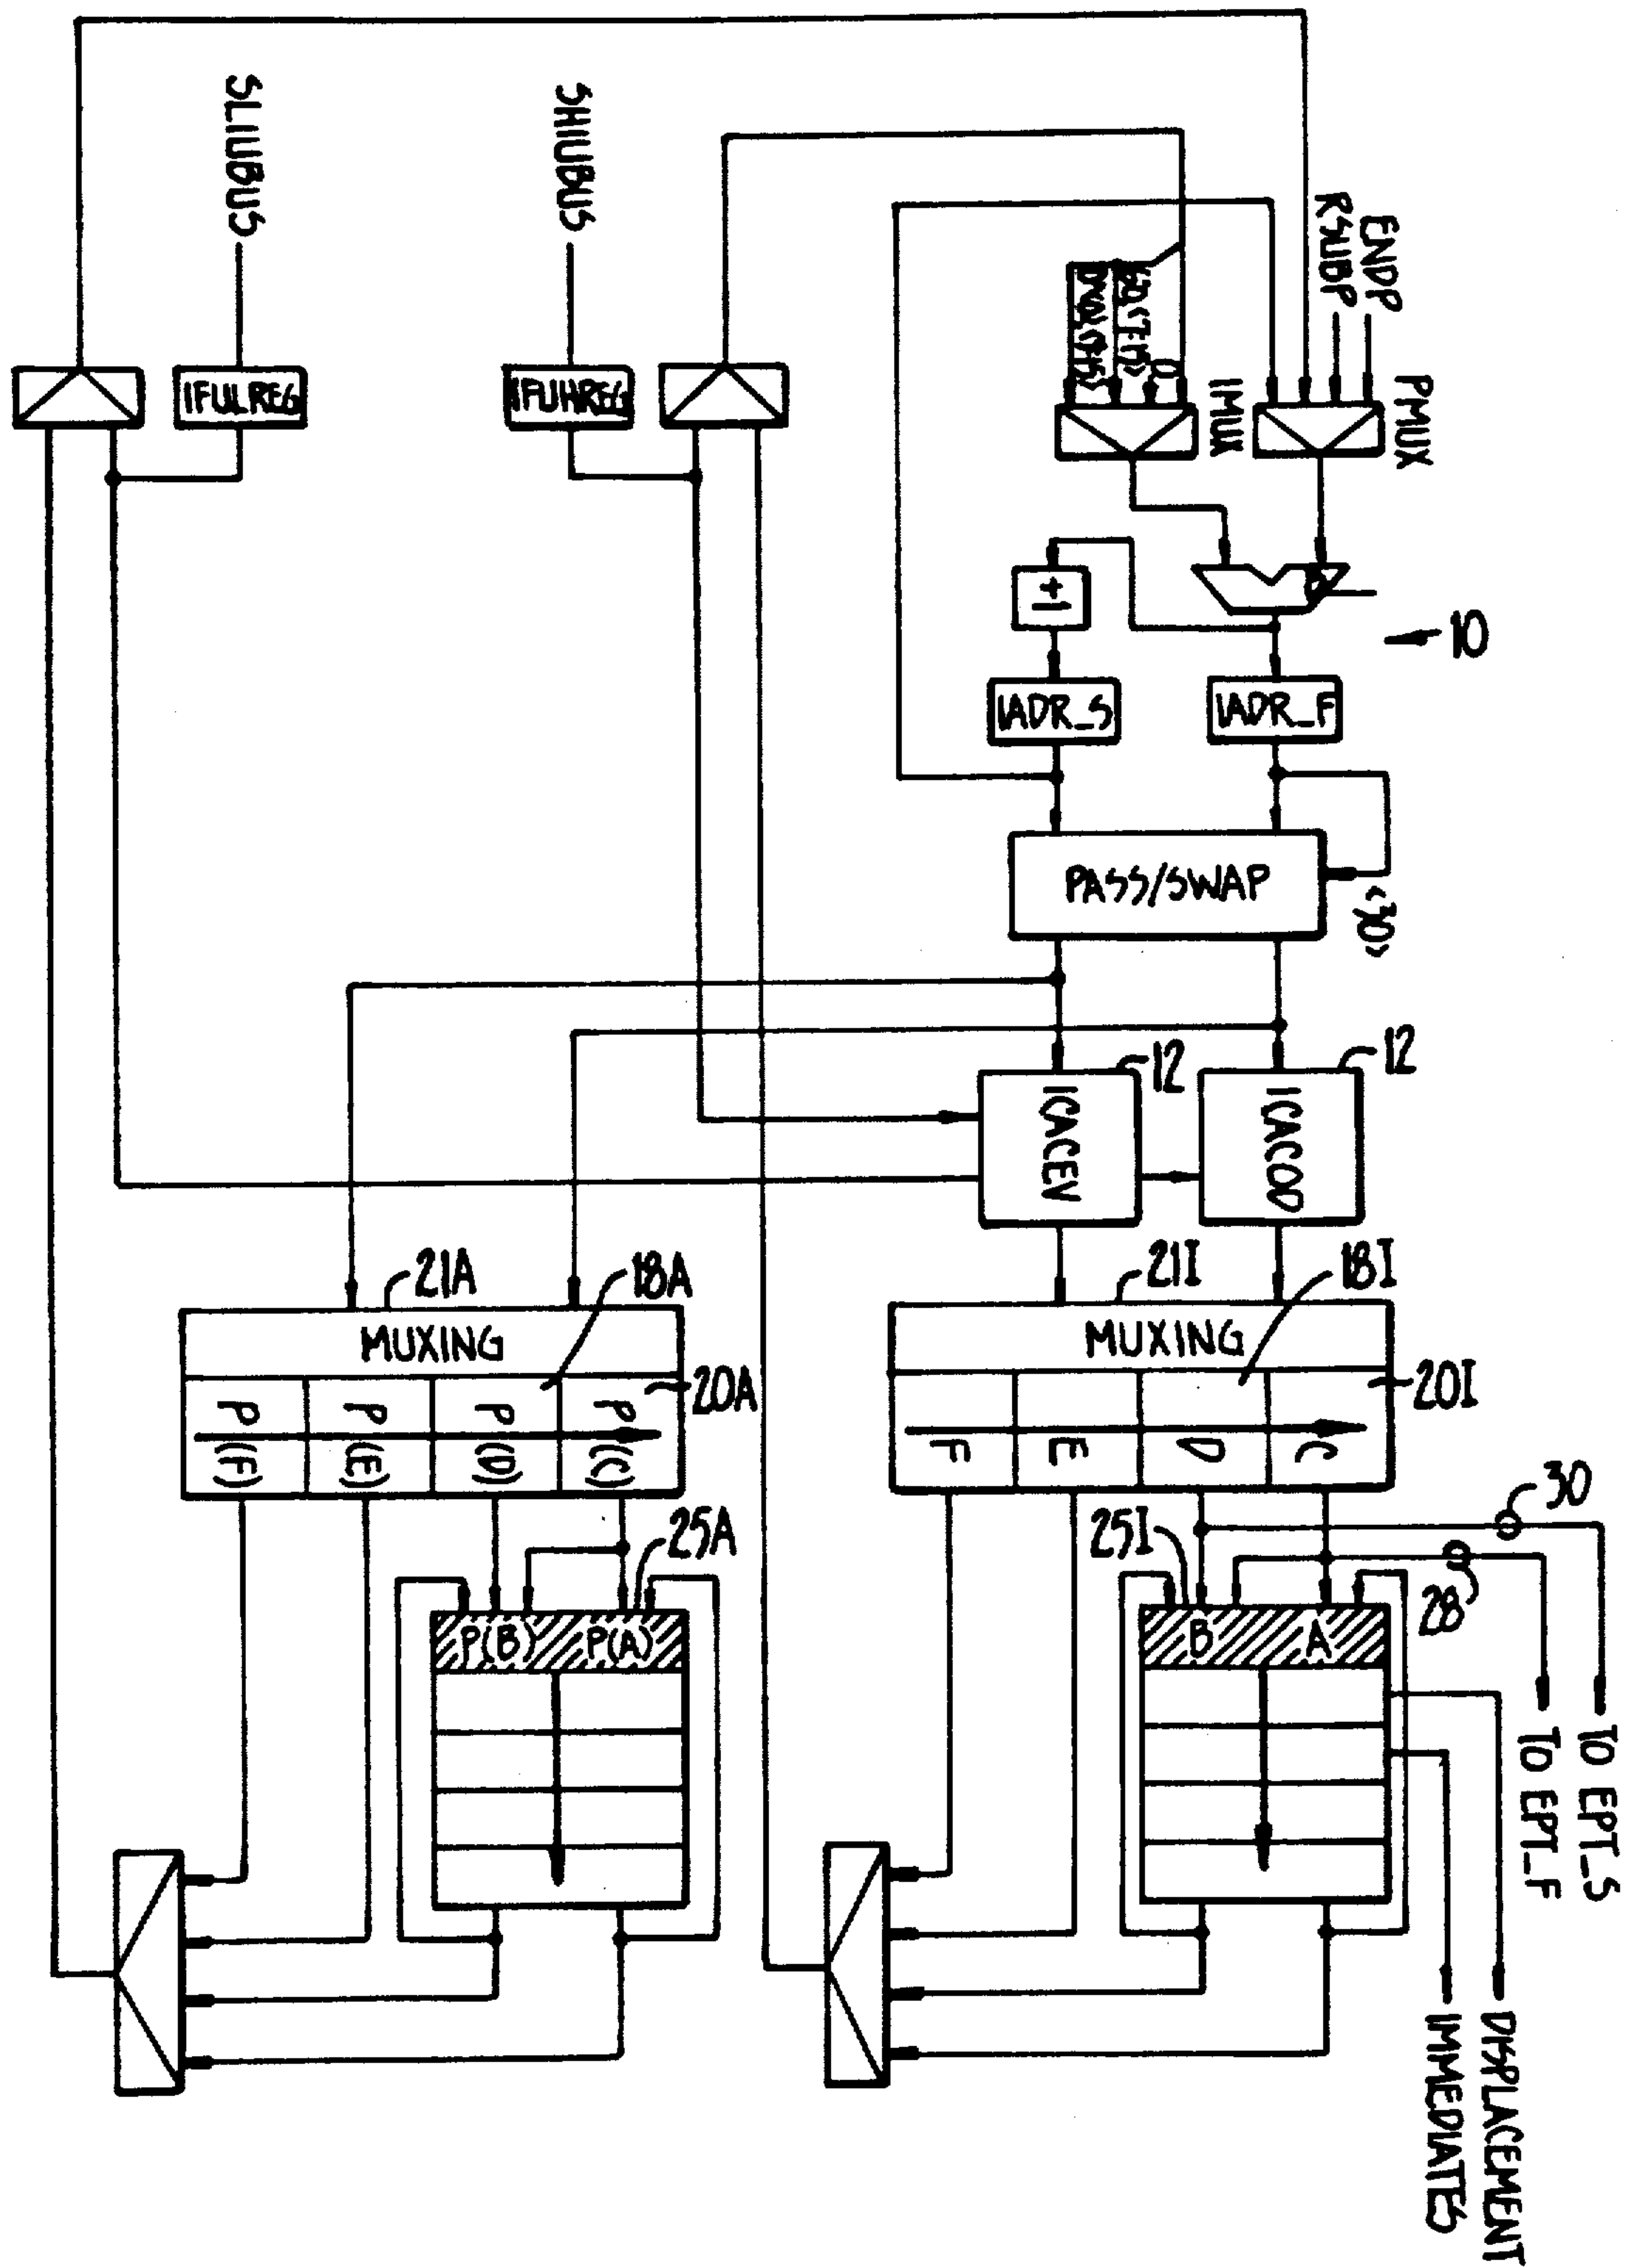 SLIUBUS
SHIUBUS
RSUBP
ENDP
0
IMUX
PMUX
IFULREG
IFUHREG
+1
10
IADR_S
IADR_F
PASS/SWAP
<30>
12
12
ICACEV
ICACOD
21A
18A
21I
18I
MUXING
MUXING
20A
20I
P(F)
P(E)
P(D)
P(C)
F
E
D
C
30
25A
25I
28
P(B)
P(A)
B
A
TO EPT_F
TO EPT_S
IMMEDIATES
DISPLACEMENT